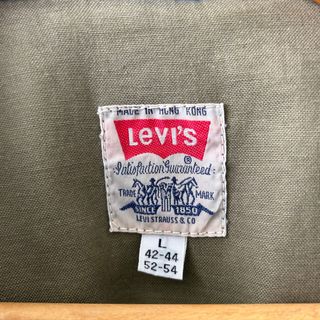 MADE IN HONG KONG
Levi's
®
Satisfaction Guaranteed
TRADE MARK
SINCE 1850
LEVI STRAUSS & CO
L
42-44
52-54